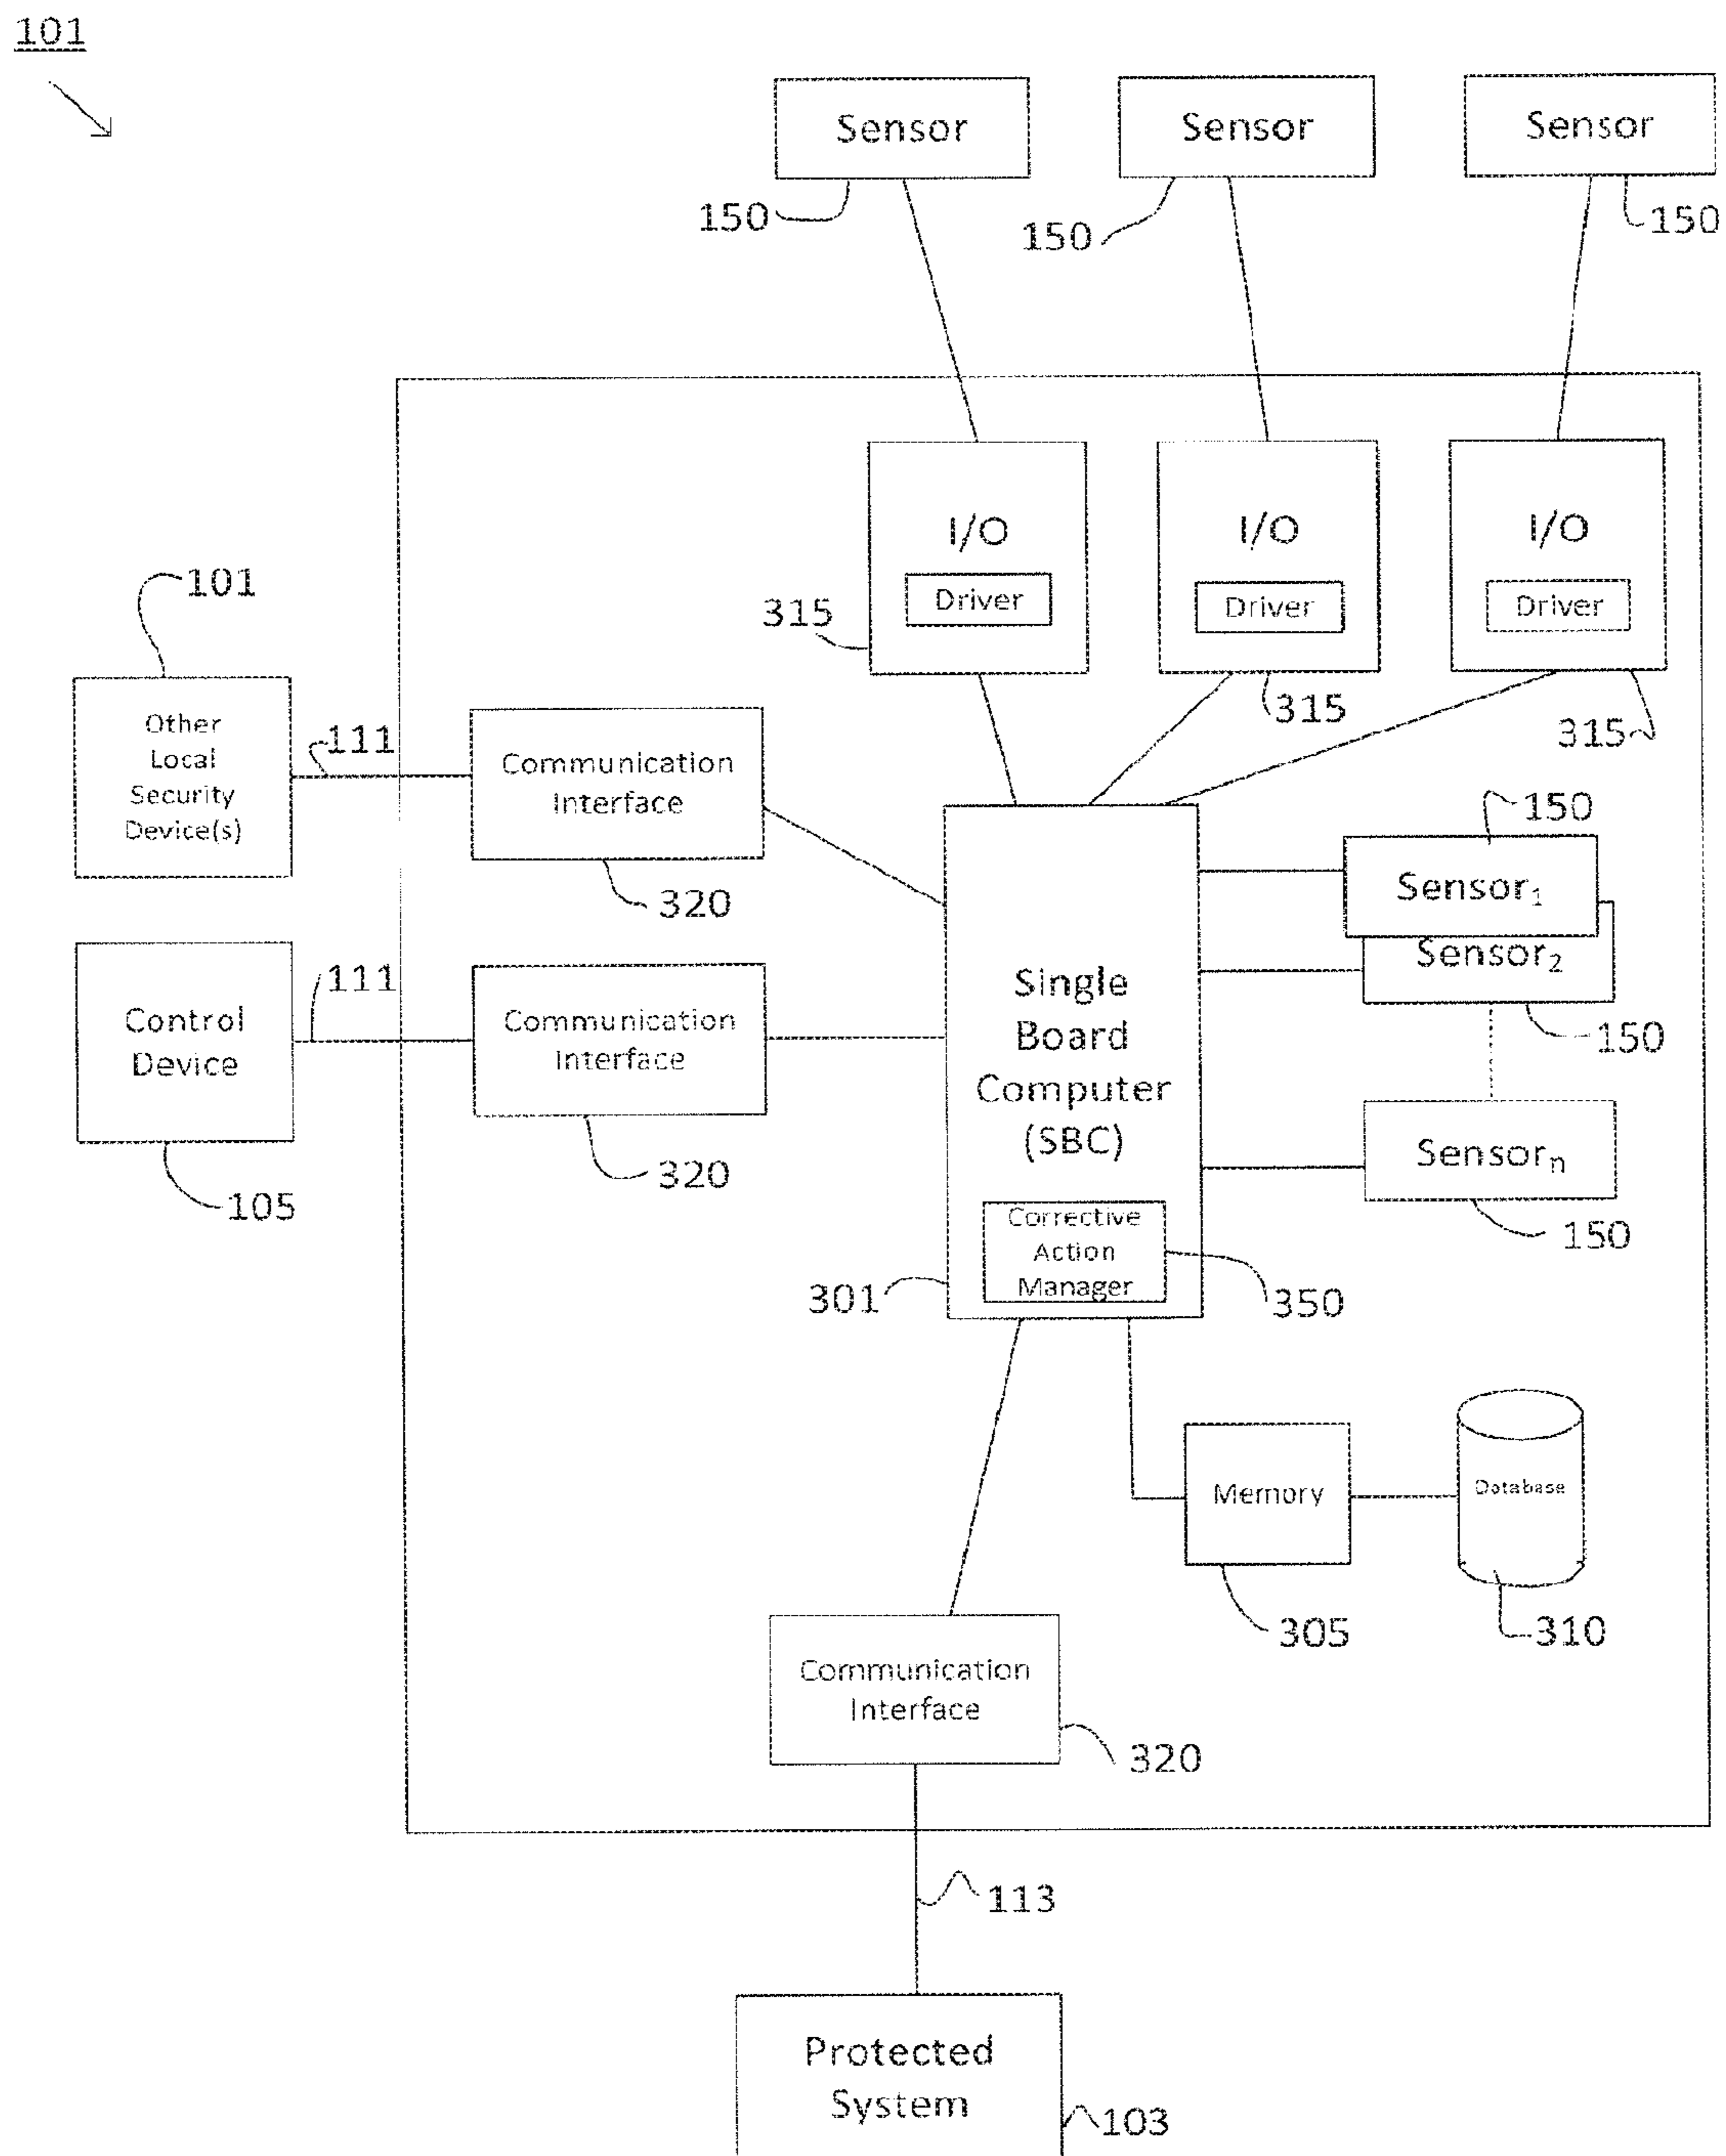 101
Sensor
Sensor
Sensor
150
150
150
I/O
Driver
I/O
Driver
I/O
Driver
315
315
315
101
Other
Local
Security
Device(s)
111
Communication
Interface
320
Control
Device
105
111
Communication
Interface
320
Single
Board
Computer
(SBC)
Corrective
Action
Manager
301
350
150
Sensor₁
Sensor₂
150
Sensorₙ
150
Memory
305
Database
310
Communication
Interface
320
113
Protected
System
103